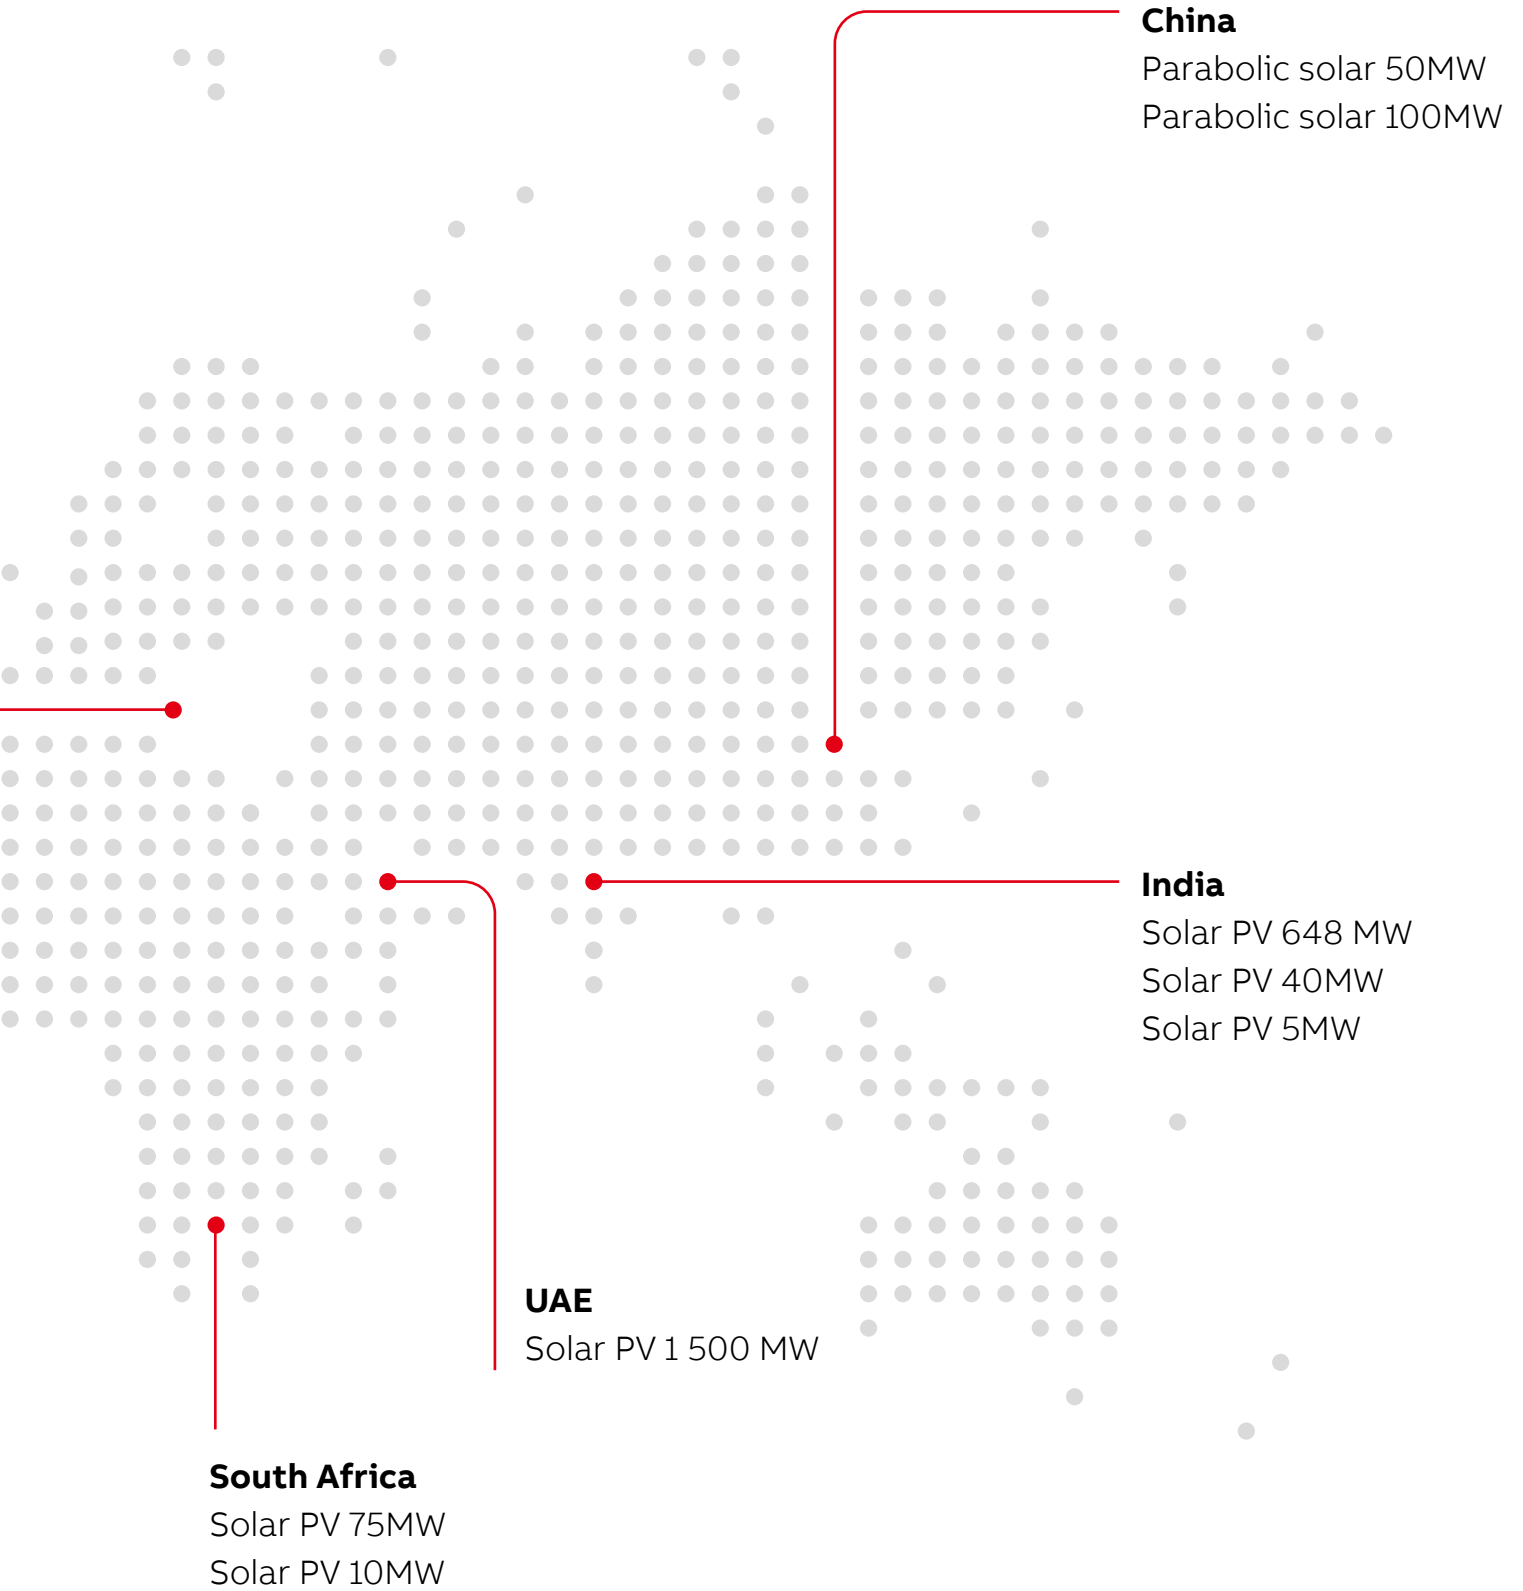 China
Parabolic solar 50MW
Parabolic solar 100MW
India
Solar PV 648 MW
Solar PV 40MW
Solar PV 5MW
UAE
Solar PV 1 500 MW
South Africa
Solar PV 75MW
Solar PV 10MW